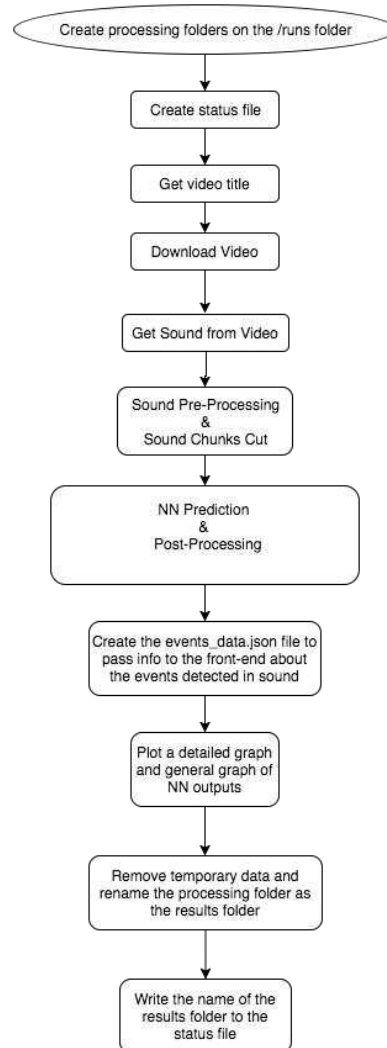 Create processing folders on the /runs folder
Create status file
Get video title
Download Video
Get Sound from Video
Sound Pre-Processing
&
Sound Chunks Cut
NN Prediction
&
Post-Processing
Create the events_data.json file to
pass info to the front-end about
the events detected in sound
Plot a detailed graph
and general graph of
NN outputs
Remove temporary data and
rename the processing folder as
the results folder
Write the name of the
results folder to the
status file